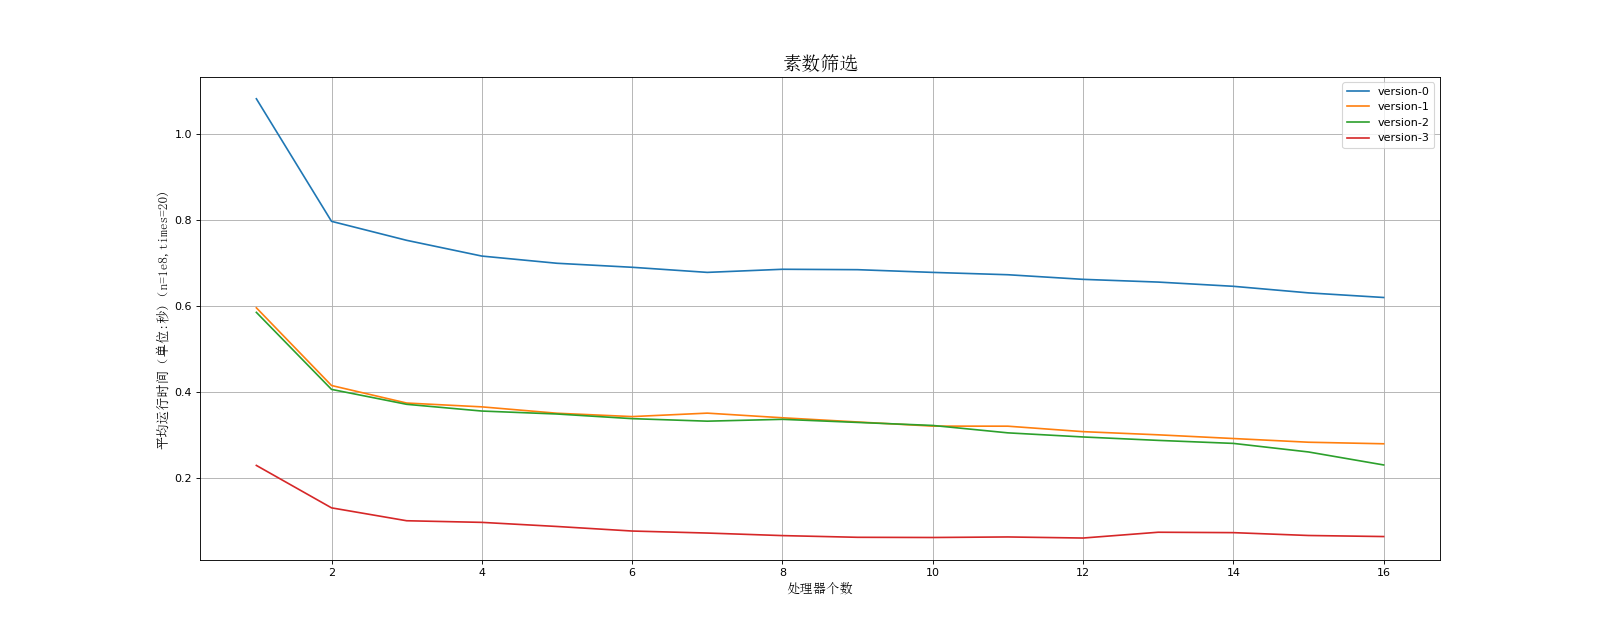 素数筛选
version-0
version-1
version-2
version-3
1.0
0.8
0.6
0.4
0.2
平均运行时间 (单位:秒) (n=1e8,times=20)
2 4 6 8 10 12 14 16
处理器个数